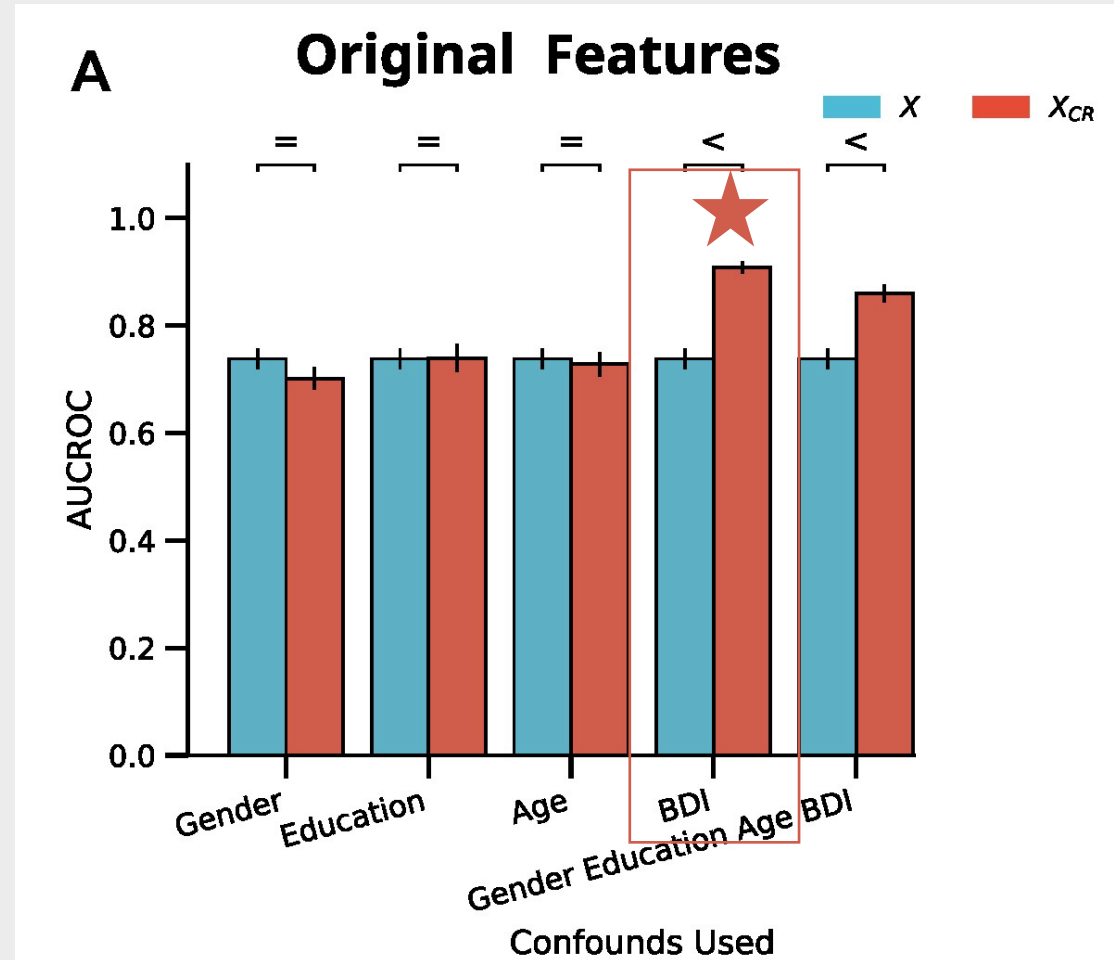 A
Original Features
X
X_CR
= = = < <
1.0
0.8
0.6
0.4
0.2
0.0
AUCROC
Gender
Education
Age
BDI
Gender Education Age BDI
Confounds Used